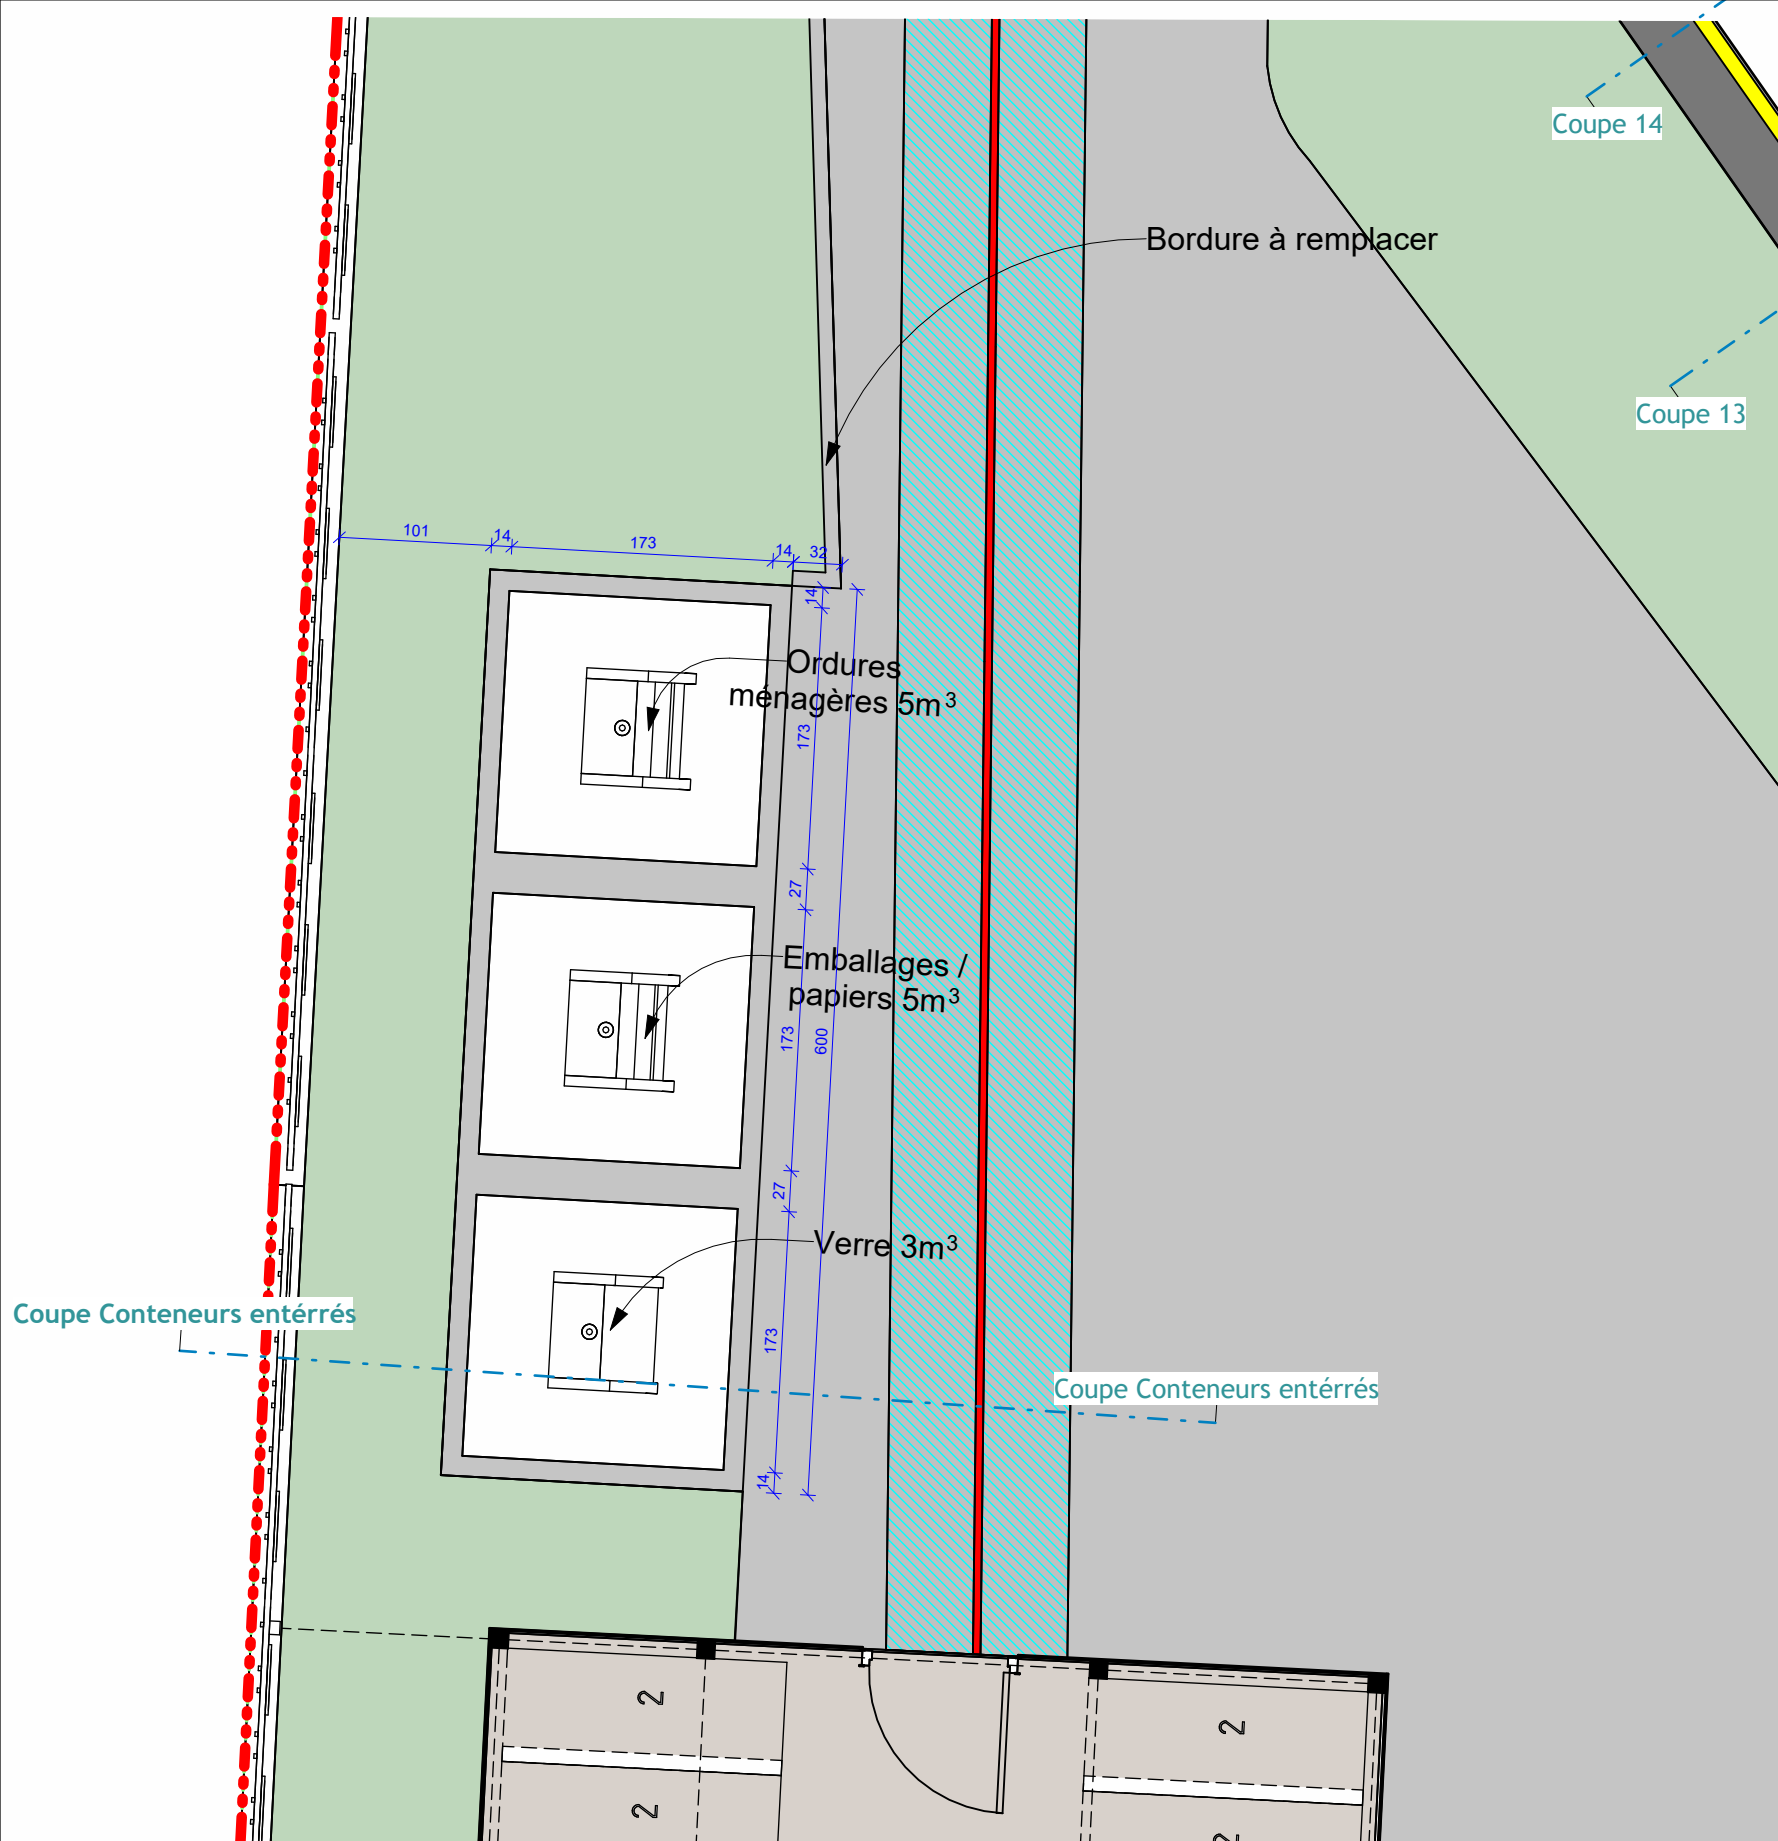 Coupe 14
Bordure à remplacer
Coupe 13
101
14
173
14
32
14
Ordures
ménagères 5m³
173
27
Emballages /
papiers 5m³
173
600
27
Verre 3m³
Coupe Conteneurs entérrés
173
Coupe Conteneurs entérrés
14
2
2
2
2